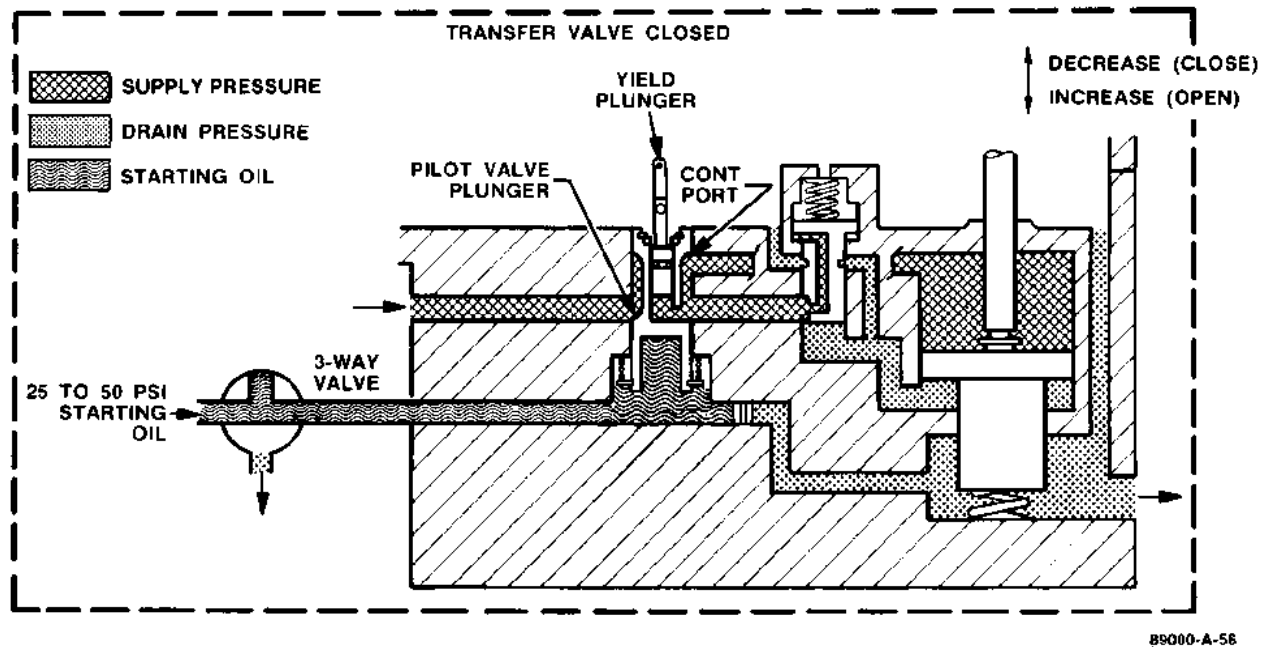 TRANSFER VALVE CLOSED
SUPPLY PRESSURE
DRAIN PRESSURE
STARTING OIL
YIELD
PLUNGER
DECREASE (CLOSE)
INCREASE (OPEN)
PILOT VALVE
PLUNGER
CONT
PORT
3-WAY
VALVE
25 TO 50 PSI
STARTING
OIL
89000-A-56